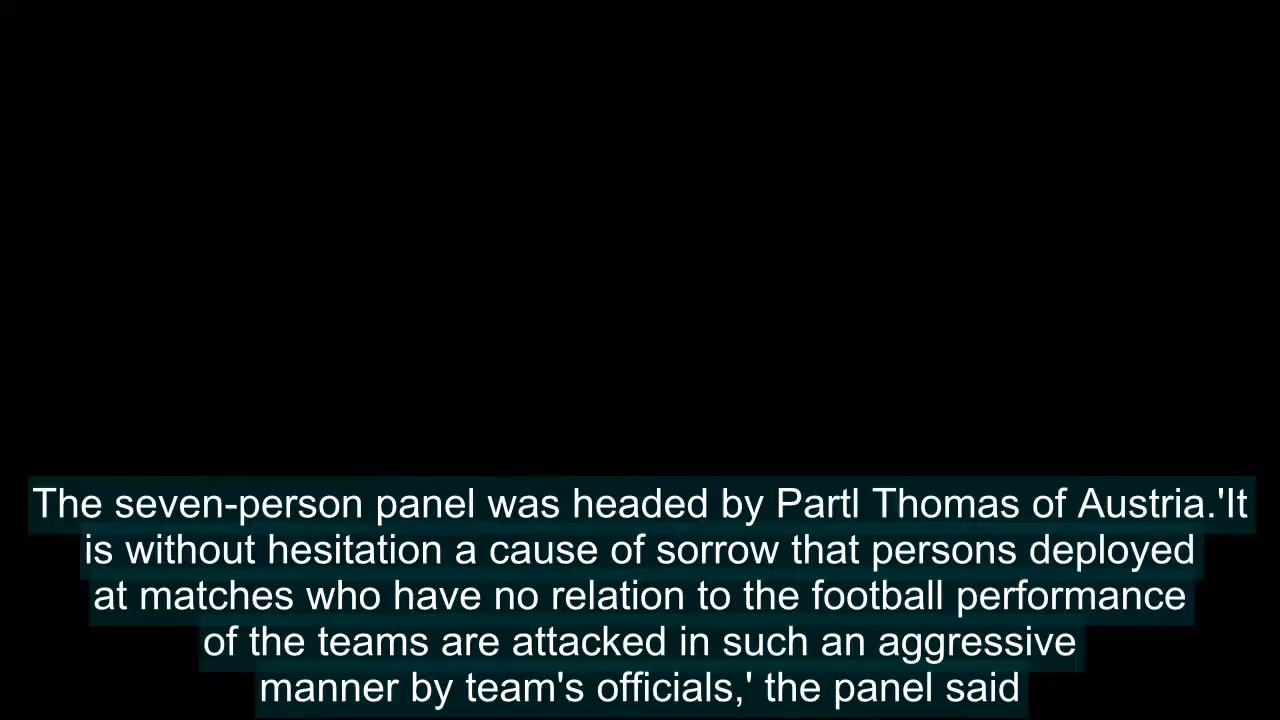 The seven-person panel was headed by Partl Thomas of Austria.'It
is without hesitation a cause of sorrow that persons deployed
at matches who have no relation to the football performance
of the teams are attacked in such an aggressive
manner by team's officials,' the panel said